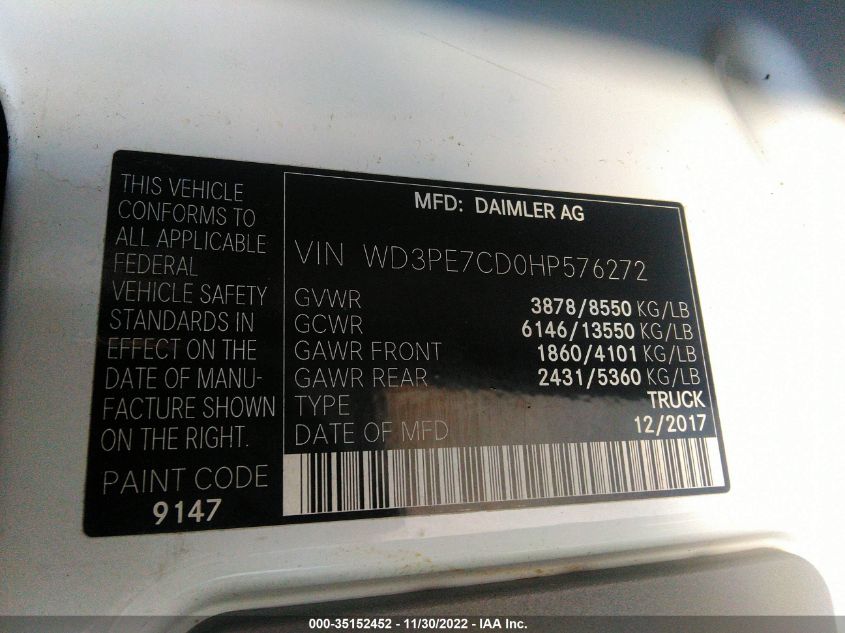 THIS VEHICLE
CONFORMS TO
ALL APPLICABLE
FEDERAL
VEHICLE SAFETY
STANDARDS IN
EFFECT ON THE
DATE OF MANU-
FACTURE SHOWN
ON THE RIGHT.
PAINT CODE
9147
MFD: DAIMLER AG
VIN WD3PE7CD0HP576272
GVWR 3878/8550 KG/LB
GCWR 6146/13550 KG/LB
GAWR FRONT 1860/4101 KG/LB
GAWR REAR 2431/5360 KG/LB
TYPE TRUCK
DATE OF MFD 12/2017
000-35152452 - 11/30/2022 - IAA Inc.